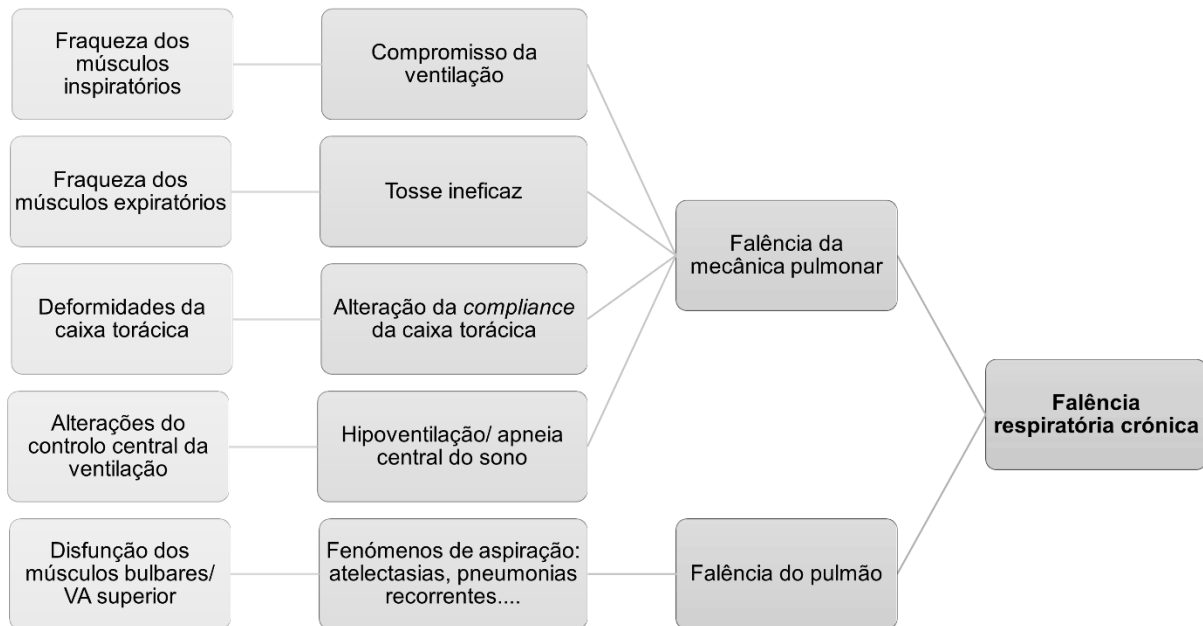 Fraqueza dos
músculos
inspiratórios
Compromisso da
ventilação
Fraqueza dos
músculos expiratórios
Tosse ineficaz
Falência da
mecânica pulmonar
Deformidades da
caixa torácica
Alteração da compliance
da caixa torácica
Falência
respiratória crónica
Alterações do
controlo central da
ventilação
Hipoventilação/ apneia
central do sono
Disfunção dos
músculos bulbares/
VA superior
Fenómenos de aspiração:
atelectasias, pneumonias
recorrentes....
Falência do pulmão